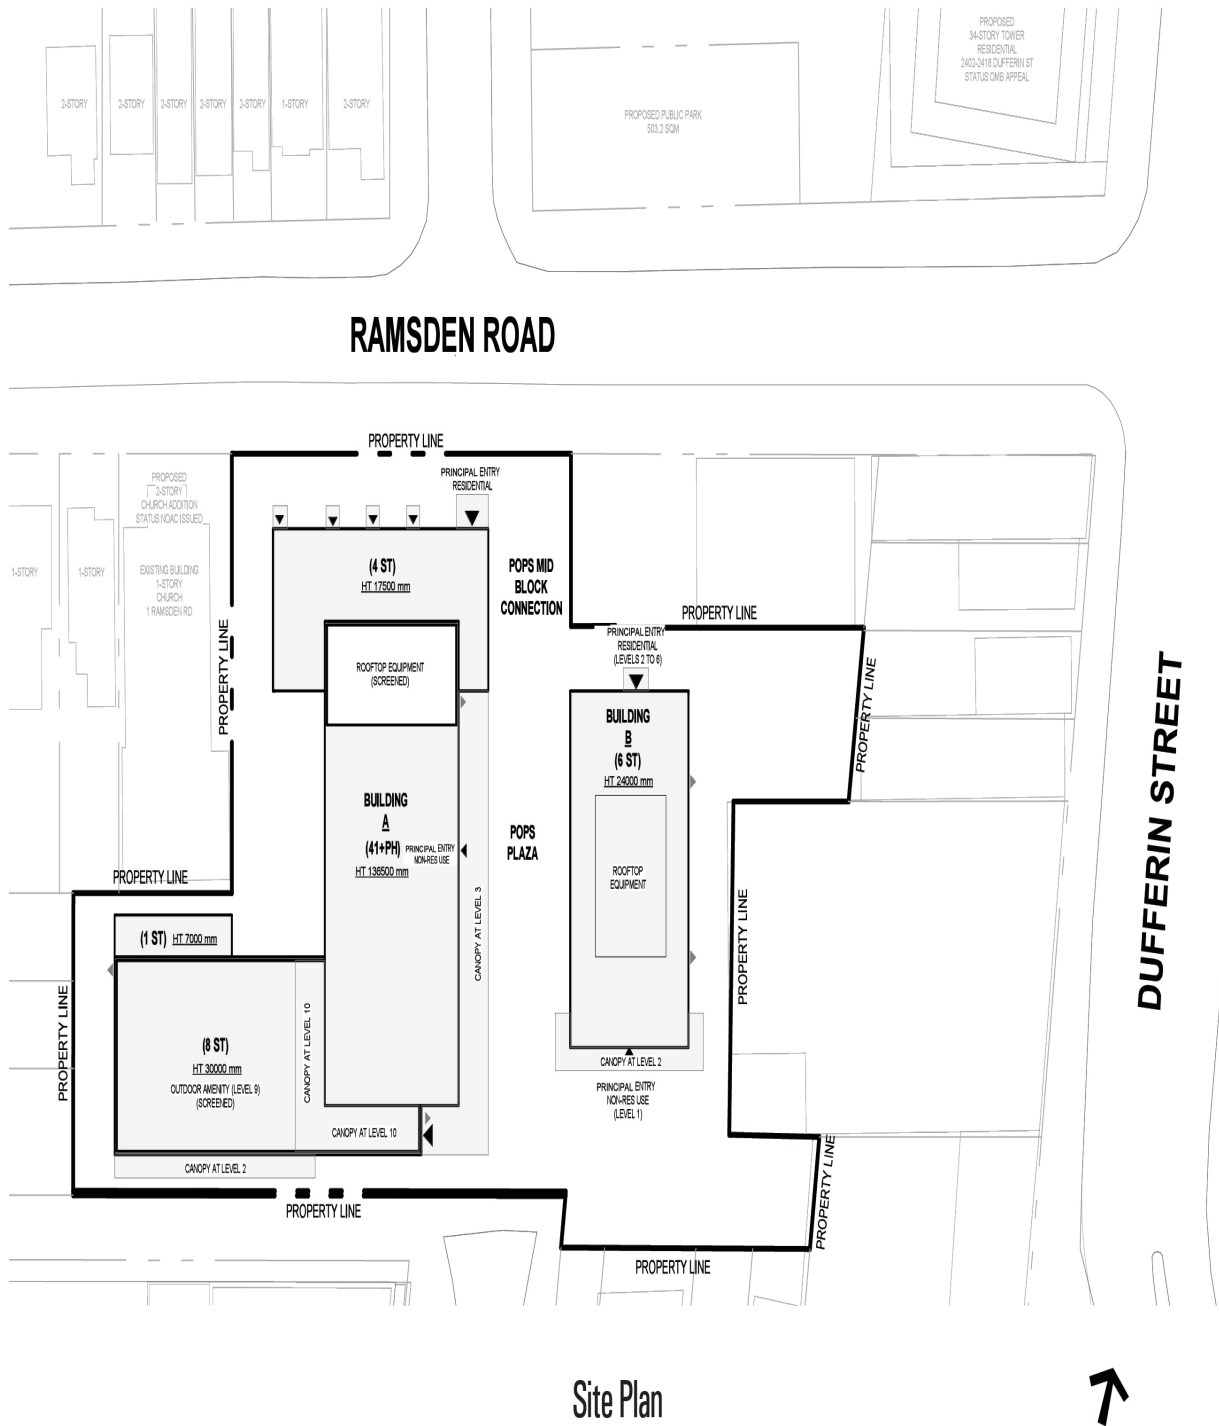 PROPOSED
34-STORY TOWER
RESIDENTIAL
2402-2418 DUFFERIN ST
STATUS:OMB APPEAL
2-STORY
2-STORY
2-STORY
2-STORY
2-STORY
1-STORY
2-STORY
PROPOSED PUBLIC PARK
503.2 SQM
RAMSDEN ROAD
PROPERTY LINE
PRINCIPAL ENTRY
RESIDENTIAL
PROPOSED
2-STORY
CHURCH ADDITION
STATUS:NOAC ISSUED
1-STORY
1-STORY
EXISTING BUILDING
1-STORY
CHURCH
1 RAMSDEN RD
(4 ST)
HT 17500 mm
POPS MID
BLOCK
CONNECTION
PROPERTY LINE
PROPERTY LINE
PRINCIPAL ENTRY
RESIDENTIAL
(LEVELS 2 TO 6)
PROPERTY LINE
ROOFTOP EQUIPMENT
(SCREENED)
BUILDING
B
(6 ST)
HT 24000 mm
DUFFERIN STREET
BUILDING
A
(41+PH)
HT 136500 mm
PRINCIPAL ENTRY
NON-RES USE
POPS
PLAZA
ROOFTOP
EQUIPMENT
PROPERTY LINE
PROPERTY LINE
CANOPY AT LEVEL 3
(1 ST) HT 7000 mm
PROPERTY LINE
(8 ST)
HT 30000 mm
OUTDOOR AMENITY (LEVEL 9)
(SCREENED)
CANOPY AT LEVEL 10
CANOPY AT LEVEL 2
PRINCIPAL ENTRY
NON-RES USE
(LEVEL 1)
CANOPY AT LEVEL 10
CANOPY AT LEVEL 2
PROPERTY LINE
PROPERTY LINE
PROPERTY LINE
Site Plan